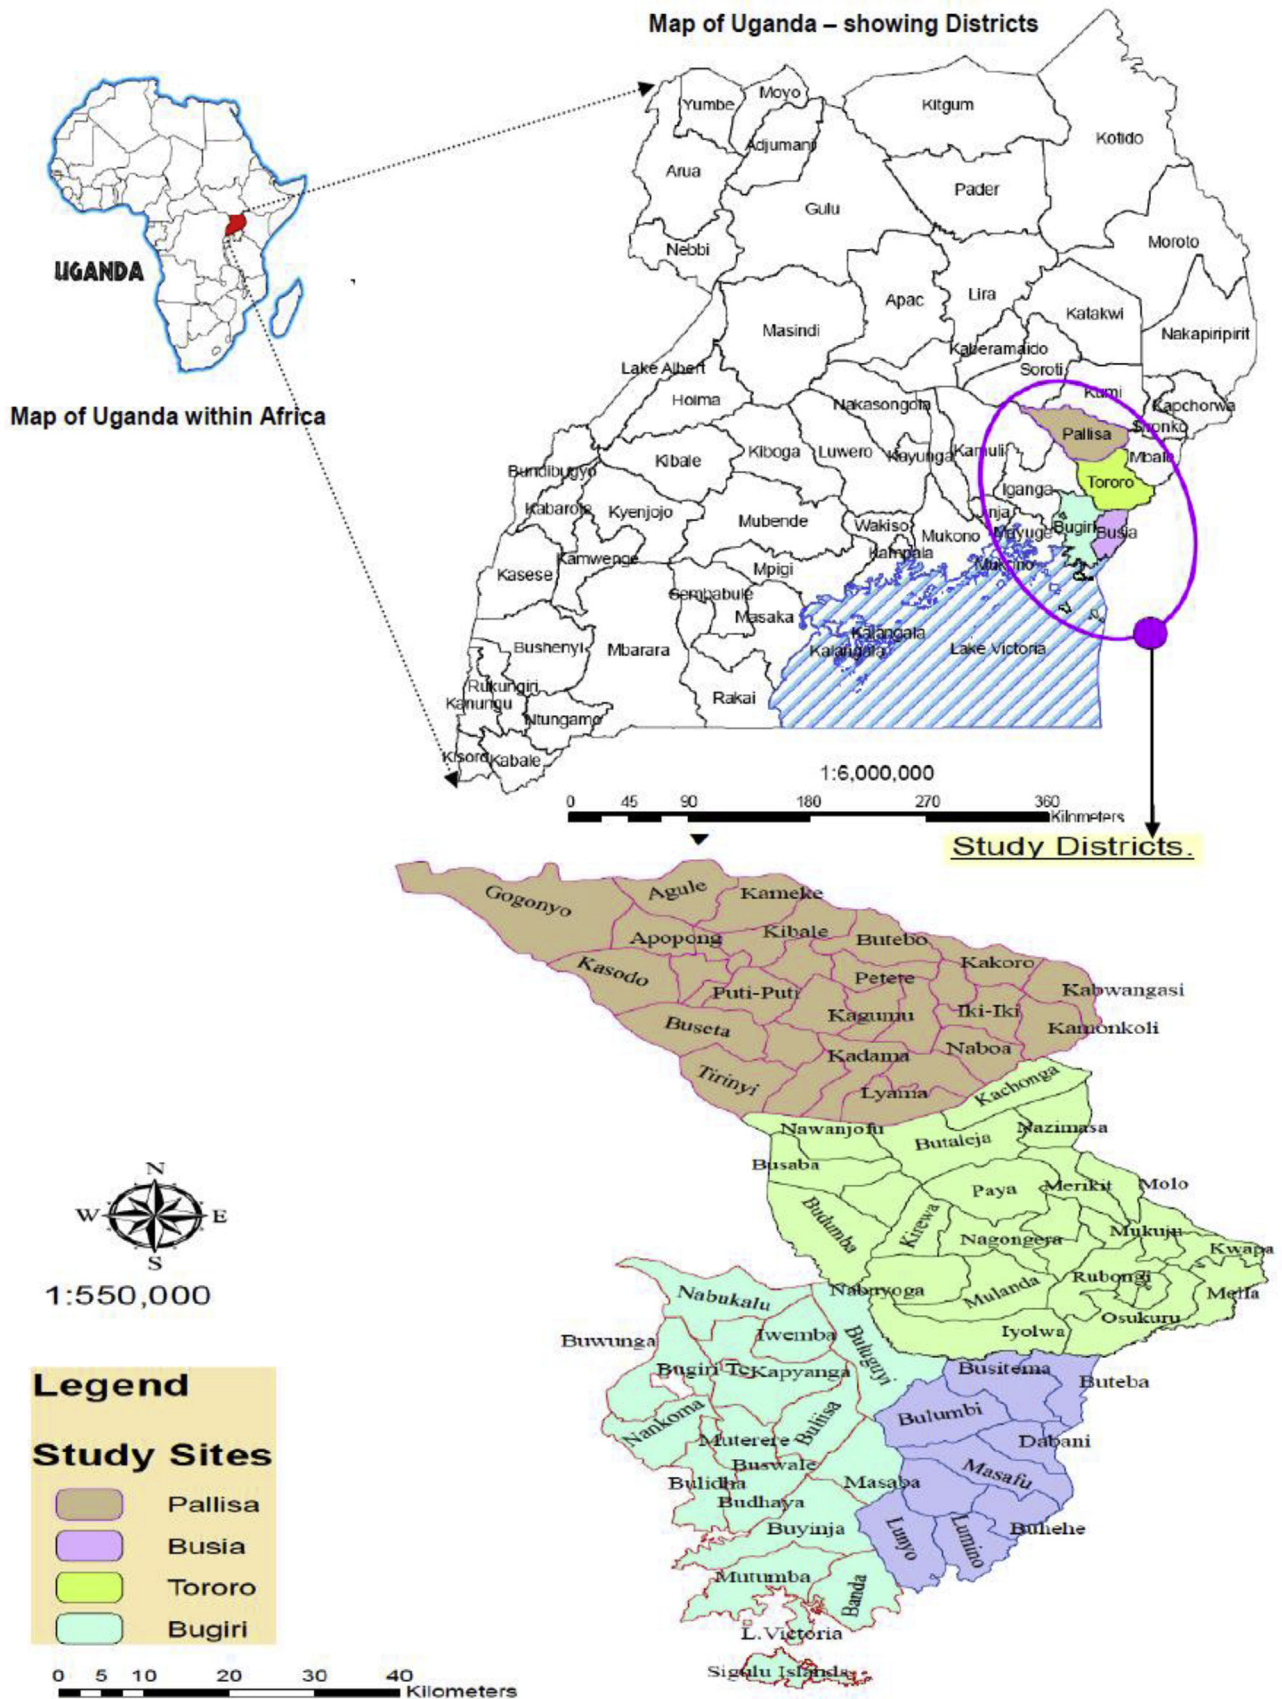 Map of Uganda – showing Districts
UGANDA
Map of Uganda within Africa
Yumbe
Moyo
Kitgum
Kotido
Adjumani
Arua
Pader
Gulu
Nebbi
Moroto
Apac
Lira
Katakwi
Masindi
Nakapiripirit
Kaberamaido
Lake Albert
Soroti
Hoima
Kumi
Kapchorwa
Nakasongola
Pallisa
Sironko
Kiboga
Luwero
Kayunga
Kamuli
Mbale
Kibale
Bundibugyo
Tororo
Iganga
Kabarole
Kyenjojo
Mubende
Wakiso
Mukono
Jinja
Mayuge
Bugiri
Busia
Kampala
Kamwenge
Kasese
Mpigi
Mukono
Sembabule
Masaka
Kalangala
Kalangala
Lake Victoria
Bushenyi
Mbarara
Rukungiri
Kanungu
Rakai
Ntungamo
Kisoro
Kabale
1:6,000,000
0 45 90 180 270 360
Kilometers
Study Districts.
Gogonyo
Agule
Kameke
Apopong
Kibale
Butebo
Kasodo
Kakoro
Petete
Puti-Puti
Kabwangasi
Kagumu
Iki-Iki
Buseta
Kamonkoli
Kadama
Naboa
Tirinyi
Lyama
Kachonga
Nawanjofu
Butaleja
Nazimasa
Busaba
Paya
Merikit
Molo
Budumba
Kirewa
Nagongera
Mukuju
Kwapa
Nabuyoga
Mulanda
Rubongi
Mella
Osukuru
Iyolwa
Nabukalu
Buwunga
Iwemba
Buluguyi
Bugiri Tc
Kapyanga
Busitema
Buteba
Nankoma
Bulumbi
Muterere
Buliisa
Dabani
Buswale
Bulidha
Masaba
Masafu
Budhaya
Buyinja
Lunyo
Lumino
Buhehe
Mutumba
Banda
L.Victoria
Sigulu Islands
N
W E
S
1:550,000
Legend
Study Sites
Pallisa
Busia
Tororo
Bugiri
0 5 10 20 30 40
Kilometers